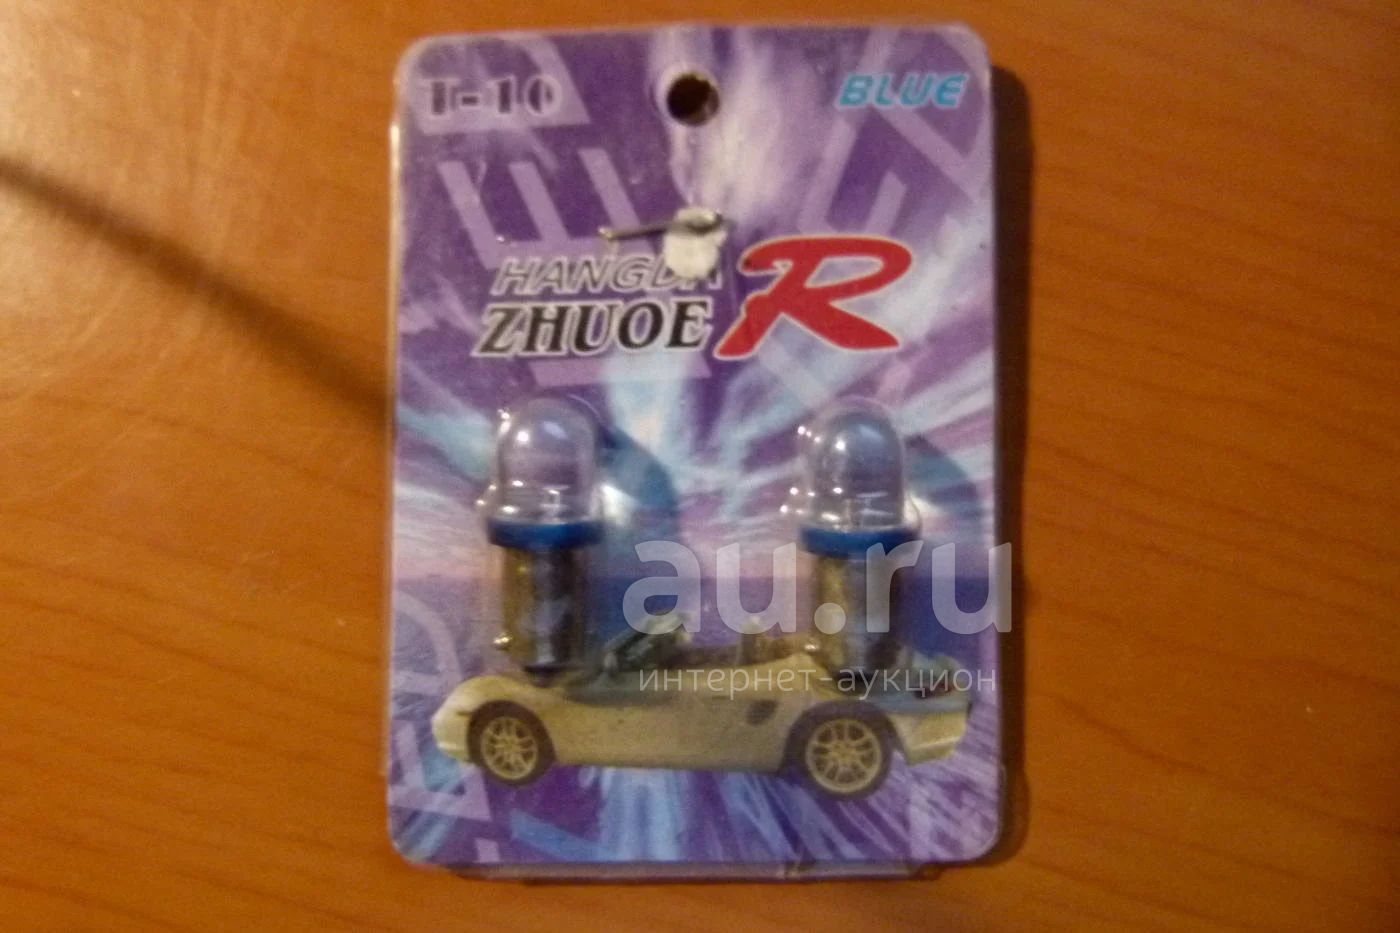 T-10
BLUE
HANGDA
ZHUOE R
au.ru
интернет-аукцион